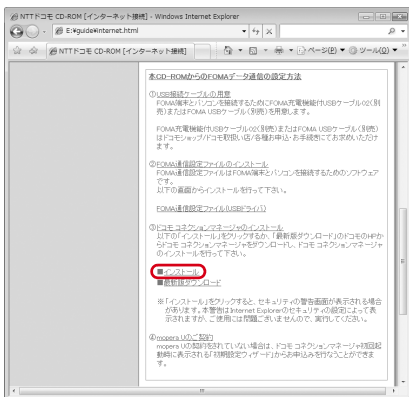 NTTドコモ CD-ROM [インターネット接続] - Windows Internet Explorer
E:¥guide¥internet.html
NTTドコモ CD-ROM [インターネット接続]
ページ(P)
ツール(O)
本CD-ROMからのFOMAデータ通信の設定方法
①USB接続ケーブルの用意
FOMA端末とパソコンを接続するためにFOMA充電機能付USBケーブル02(別
売)またはFOMA USBケーブル(別売)を用意します。
FOMA充電機能付USBケーブル02(別売)またはFOMA USBケーブル(別売)
はドコモショップ/ドコモ取扱い店/各種お申込・お手続きにてお求めいただけ
ます。
②FOMA通信設定ファイルのインストール
FOMA通信設定ファイルはFOMA端末とパソコンを接続するためのソフトウェア
です。
以下の画面からインストールを行って下さい。
FOMA通信設定ファイル(USBドライバ)
③ドコモ コネクションマネージャのインストール
以下の「インストール」をクリックするか、「最新版ダウンロード」のドコモのHPか
らドコモ コネクションマネージャをダウンロードし、ドコモ コネクションマネージャ
のインストールを行って下さい。
■インストール
■最新版ダウンロード
※「インストール」をクリックすると、セキュリティの警告画面が表示される場合
があります。本警告はInternet Explorerのセキュリティの設定によって表
示されますが、ご使用には問題ございませんので、実行してください。
④mopera Uのご契約
mopera Uの契約をされていない場合は、ドコモ コネクションマネージャ初回起
動時に表示される「初期設定ウィザード」からお申込みを行なうことができま
す。